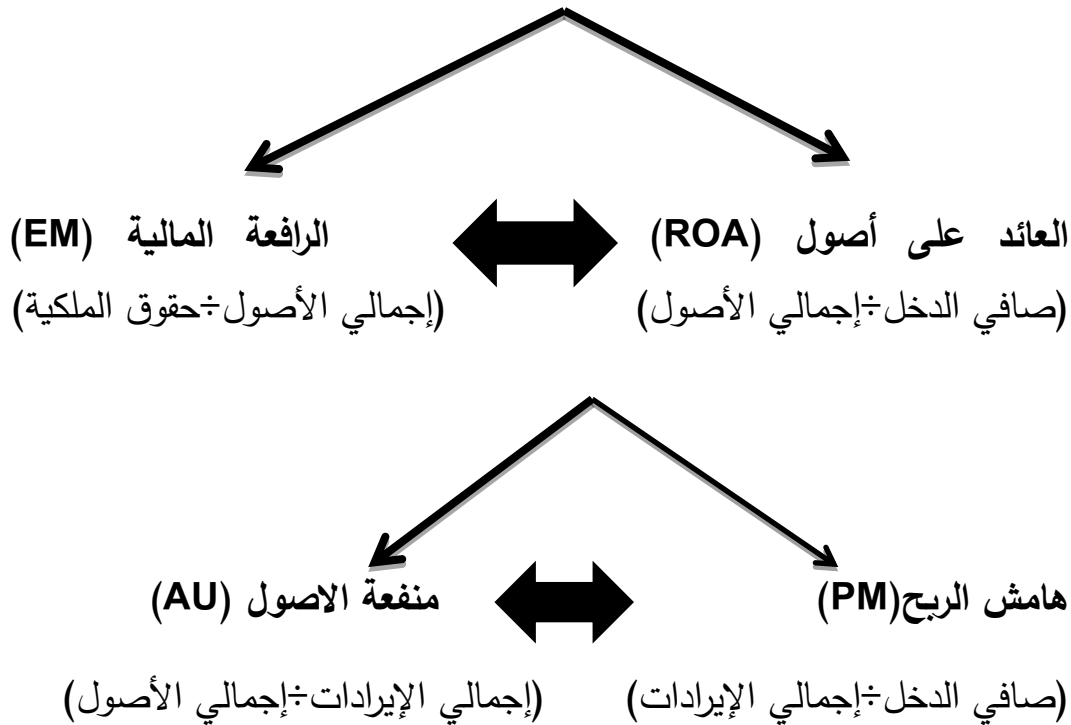 العائد على أصول (ROA) الرافعة المالية (EM)
(صافي الدخل÷إجمالي الأصول) (إجمالي الأصول÷حقوق الملكية)
هامش الربح(PM) منفعة الاصول (AU)
(صافي الدخل÷إجمالي الإيرادات) (إجمالي الإيرادات÷إجمالي الأصول)